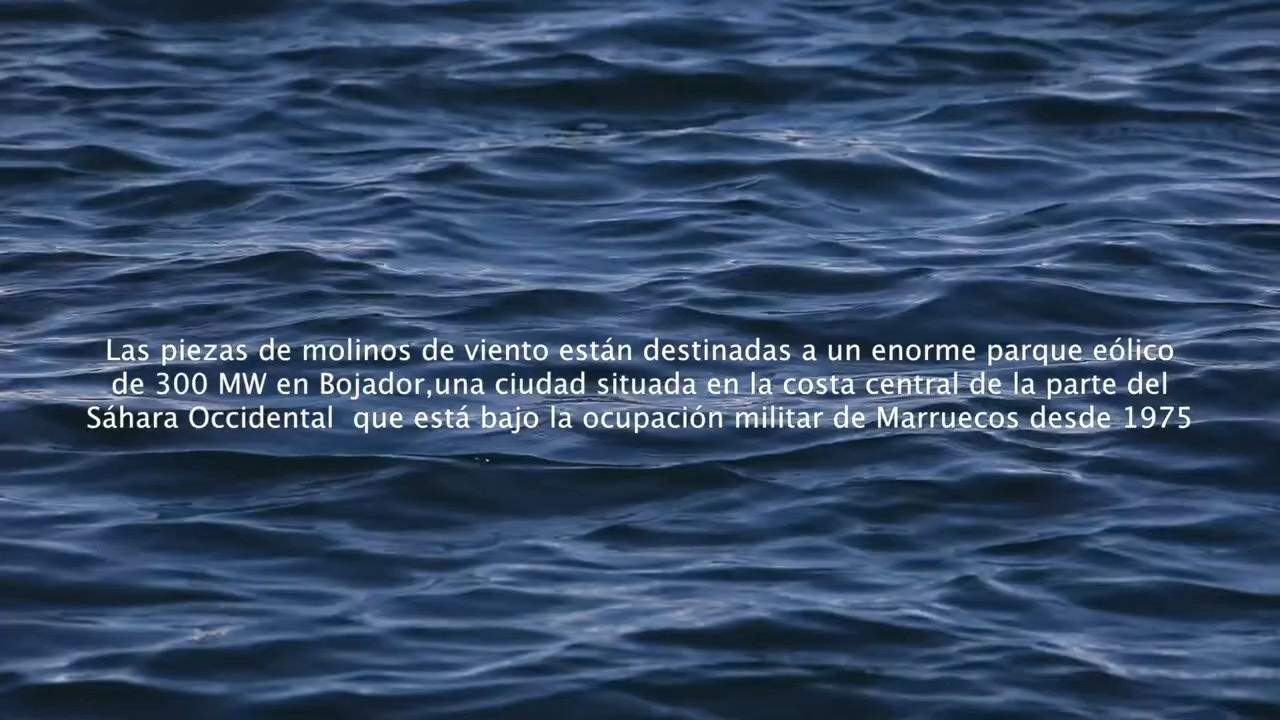 Las piezas de molinos de viento están destinadas a un enorme parque eólico
de 300 MW en Bojador,una ciudad situada en la costa central de la parte del
Sáhara Occidental  que está bajo la ocupación militar de Marruecos desde 1975